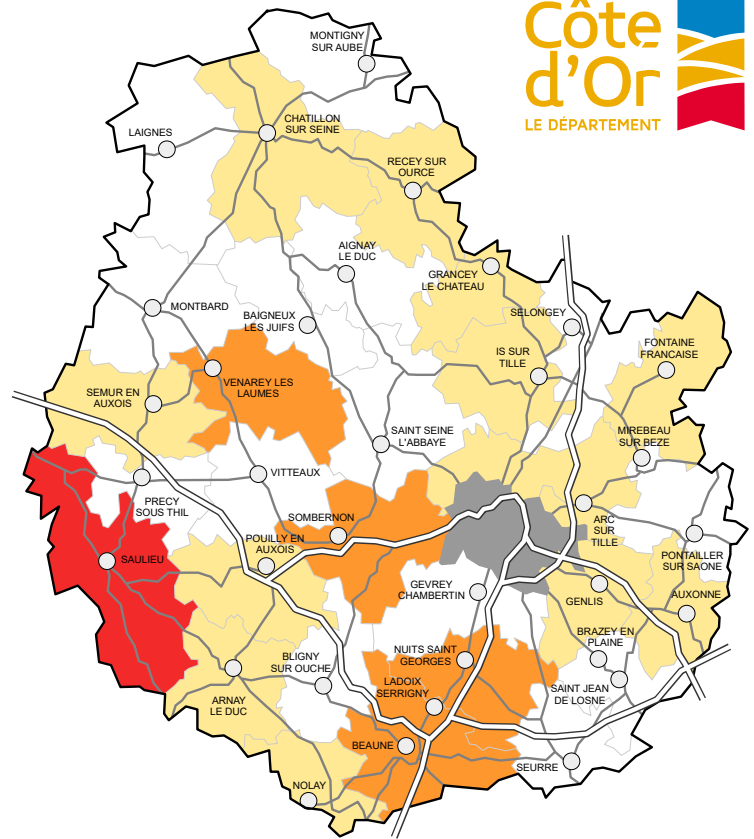 Côte
d'Or
LE DÉPARTEMENT
MONTIGNY
SUR AUBE
CHATILLON
SUR SEINE
LAIGNES
RECEY SUR
OURCE
AIGNAY
LE DUC
GRANCEY
LE CHATEAU
MONTBARD
BAIGNEUX
LES JUIFS
SELONGEY
IS SUR
TILLE
FONTAINE
FRANCAISE
VENAREY LES
LAUMES
SEMUR EN
AUXOIS
SAINT SEINE
L'ABBAYE
MIREBEAU
SUR BEZE
VITTEAUX
PRECY
SOUS THIL
SOMBERNON
POUILLY EN
AUXOIS
ARC
SUR
TILLE
SAULIEU
PONTAILLER
SUR SAONE
GEVREY
CHAMBERTIN
GENLIS
AUXONNE
BRAZEY EN
PLAINE
NUITS SAINT
GEORGES
BLIGNY
SUR OUCHE
LADOIX
SERRIGNY
SAINT JEAN
DE LOSNE
ARNAY
LE DUC
BEAUNE
SEURRE
NOLAY